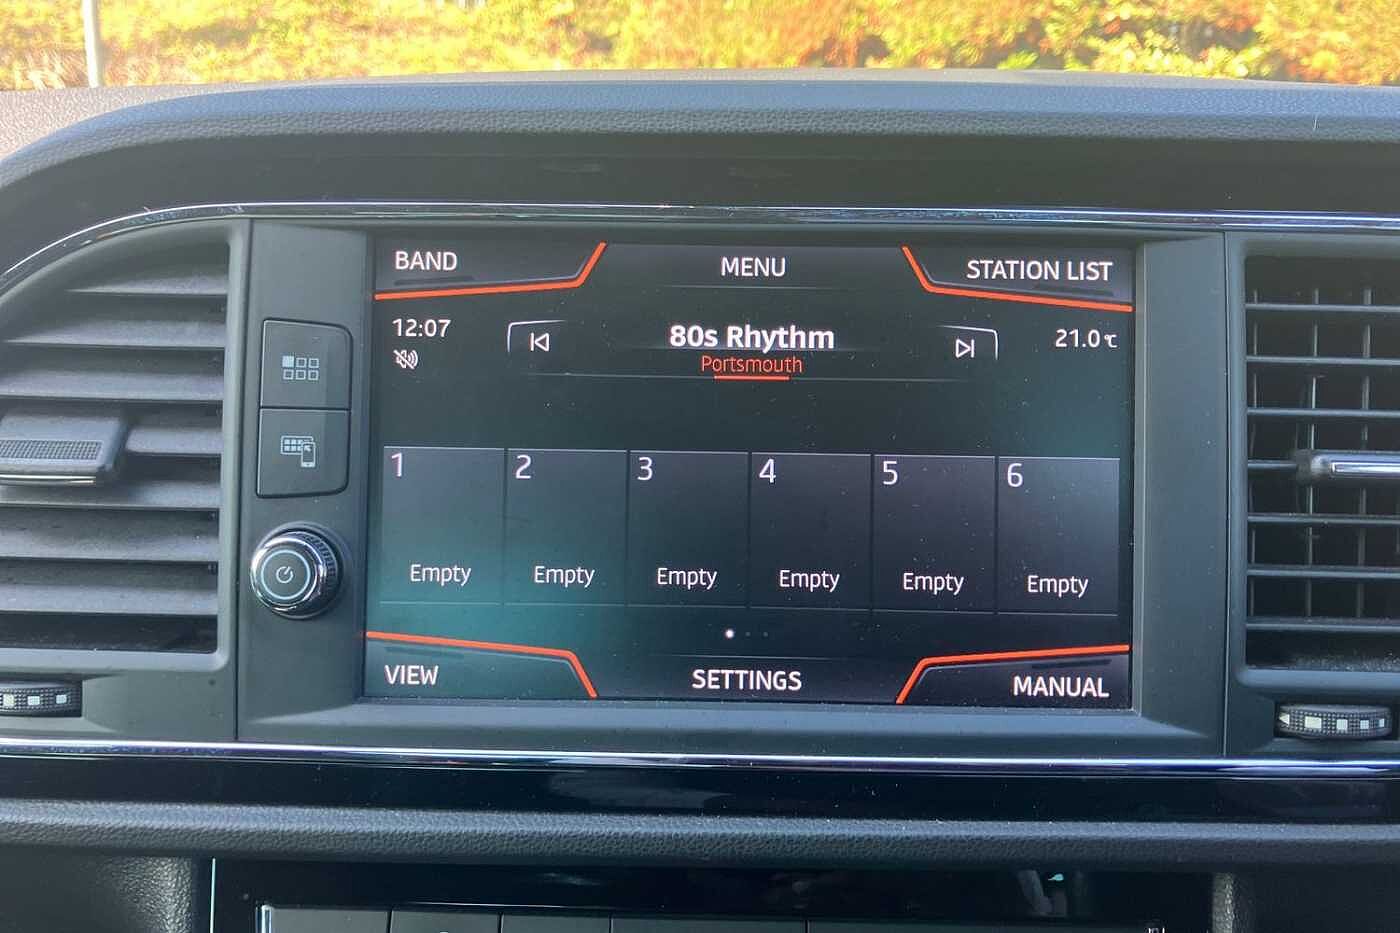 BAND
MENU
STATION LIST
12:07
80s Rhythm
21.0°C
Portsmouth
1 2 3 4 5 6
Empty Empty Empty Empty Empty Empty
VIEW
SETTINGS
MANUAL